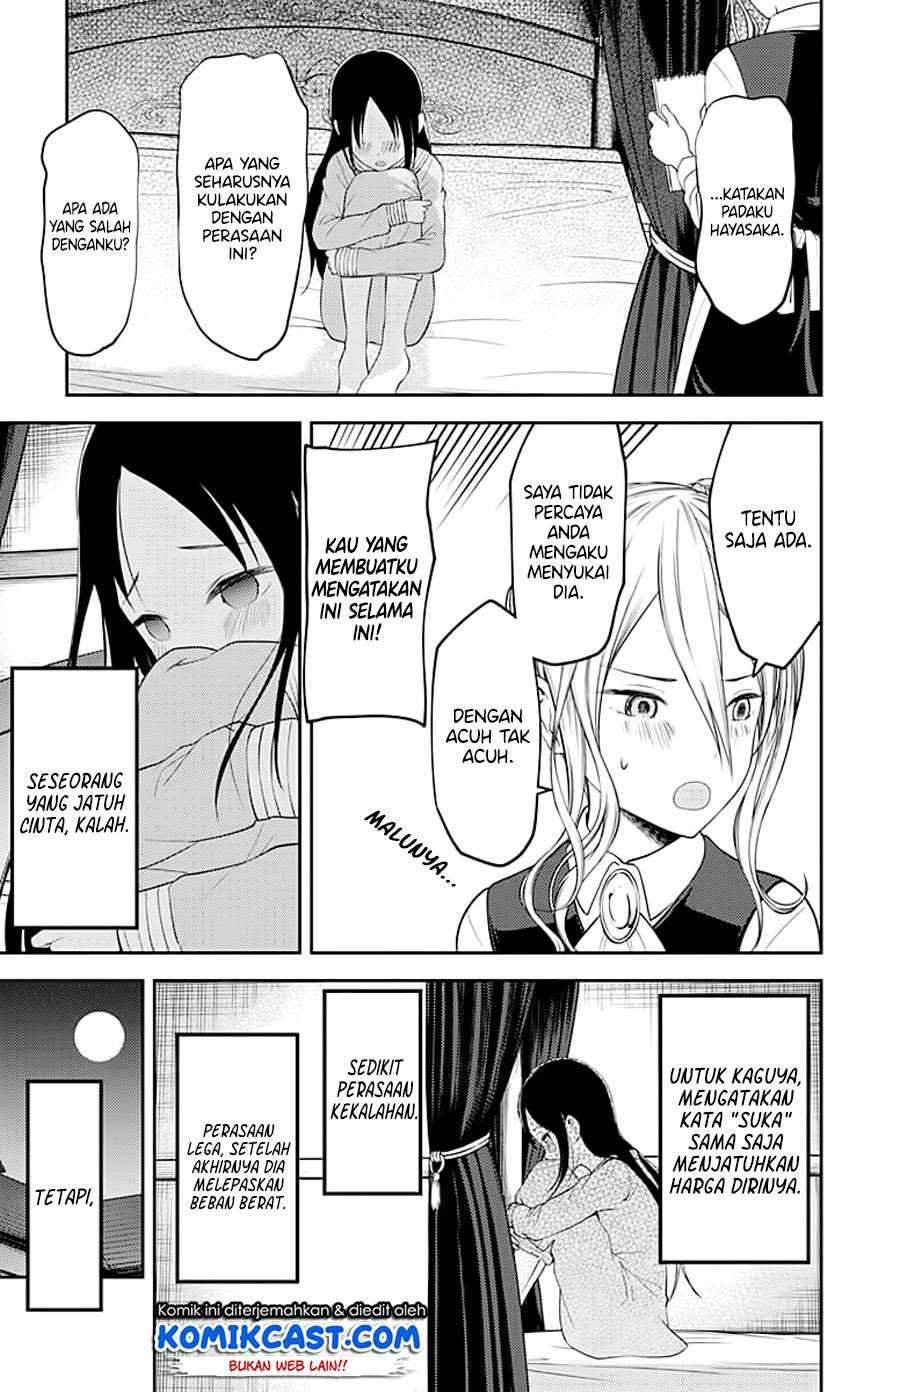 ...KATAKAN
PADAKU
HAYASAKA.
APA YANG
SEHARUSNYA
KULAKUKAN
DENGAN
PERASAAN
INI?
APA ADA
YANG SALAH
DENGANKU?
TENTU
SAJA ADA.
SAYA TIDAK
PERCAYA
ANDA
MENGAKU
MENYUKAI
DIA.
DENGAN
ACUH TAK
ACUH.
KAU YANG
MEMBUATKU
MENGATAKAN
INI SELAMA
INI!
MALUNYA...
SESEORANG
YANG JATUH
CINTA, KALAH.
UNTUK KAGUYA,
MENGATAKAN
KATA "SUKA"
SAMA SAJA
MENJATUHKAN
HARGA DIRINYA.
SEDIKIT
PERASAAN
KEKALAHAN.
PERASAAN
LEGA, SETELAH
AKHIRNYA DIA
MELEPASKAN
BEBAN BERAT.
TETAPI,
Komik ini diterjemahkan & diedit oleh
KOMIKCAST.COM
BUKAN WEB LAIN!!